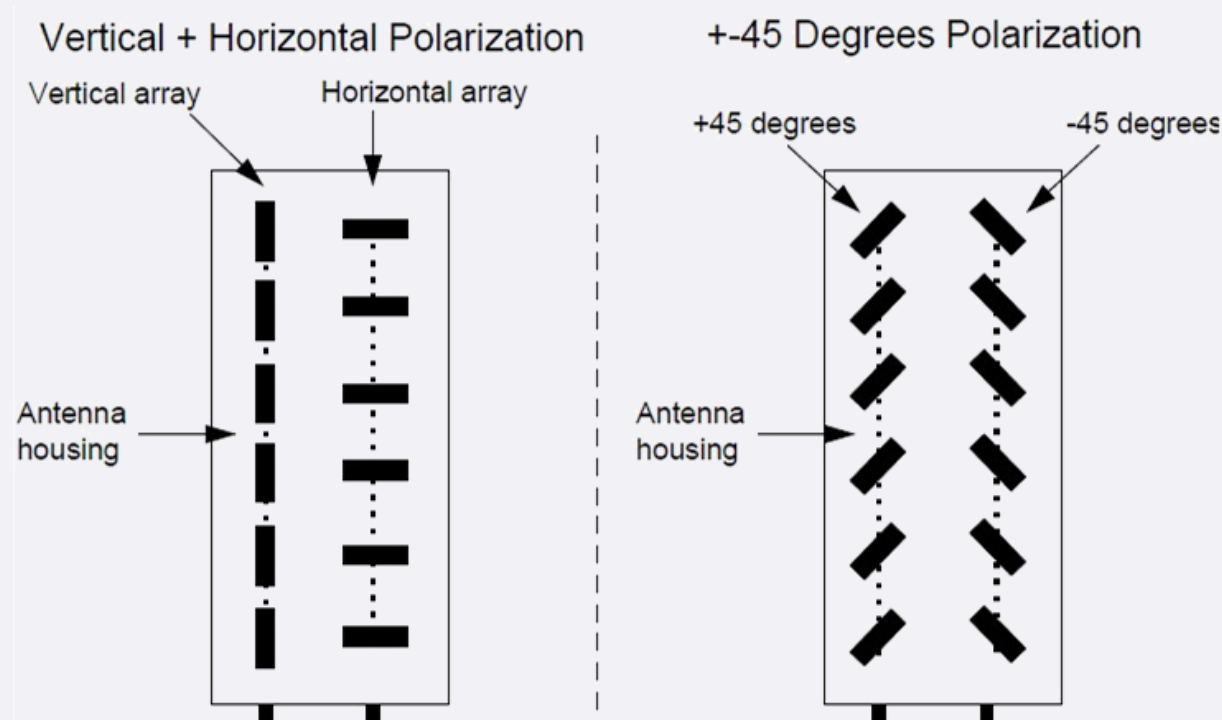 Vertical + Horizontal Polarization
Vertical array
Horizontal array
Antenna
housing
+-45 Degrees Polarization
+45 degrees
-45 degrees
Antenna
housing